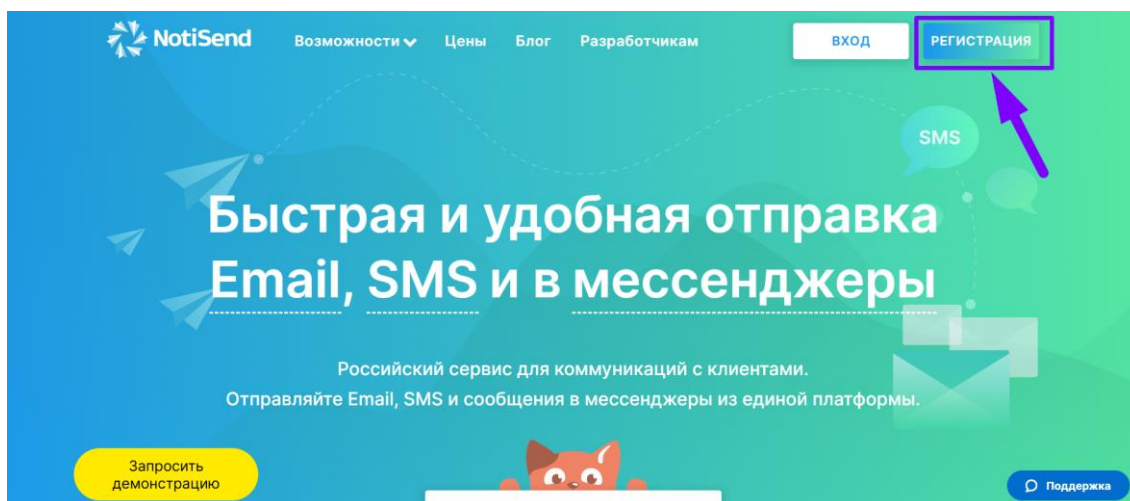 NotiSend
Возможности
Цены
Блог
Разработчикам
ВХОД
РЕГИСТРАЦИЯ
SMS
Быстрая и удобная отправка
Email, SMS и в мессенджеры
Российский сервис для коммуникаций с клиентами.
Отправляйте Email, SMS и сообщения в мессенджеры из единой платформы.
Запросить
демонстрацию
Поддержка